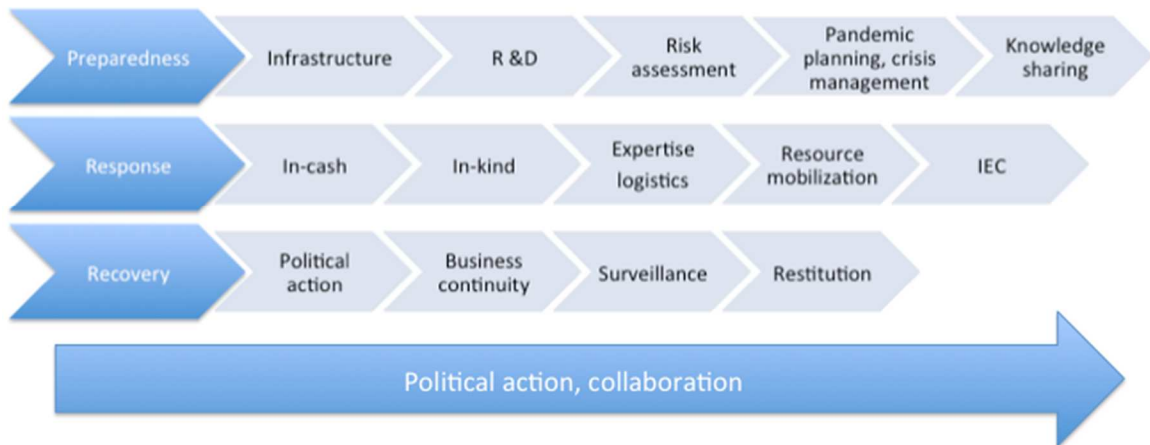 Preparedness
Infrastructure
R &D
Risk
assessment
Pandemic
planning, crisis
management
Knowledge
sharing
Response
In-cash
In-kind
Expertise
logistics
Resource
mobilization
IEC
Recovery
Political
action
Business
continuity
Surveillance
Restitution
Political action, collaboration